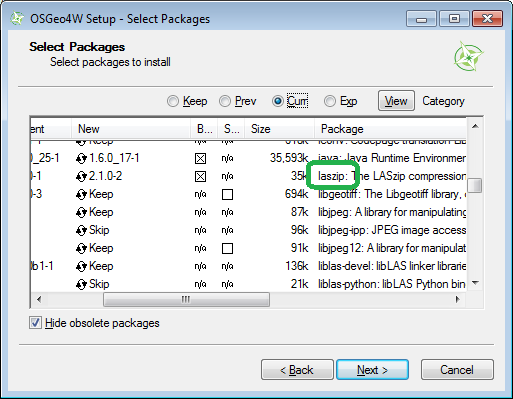 OSGeo4W Setup - Select Packages
Select Packages
Select packages to install
Keep Prev Curr Exp View Category
ent New B... S... Size Package
Keep n/a
0_25-1 1.6.0_17-1 n/a 35,593k java: Java Runtime Environmen
0-1 2.1.0-2 n/a 35k laszip: The LASzip compression
0-3 Keep n/a 694k libgeotiff: The Libgeotiff library, c
Keep n/a n/a 87k libjpeg: A library for manipulating
Skip n/a n/a 96k libjpeg-ipp: JPEG image access
Keep n/a 91k libjpeg12: A library for manipulat
0b1-1 Keep n/a n/a 136k liblas-devel: libLAS linker librarie
Skip n/a n/a 21k liblas-python: libLAS Python bin
Hide obsolete packages
< Back Next > Cancel